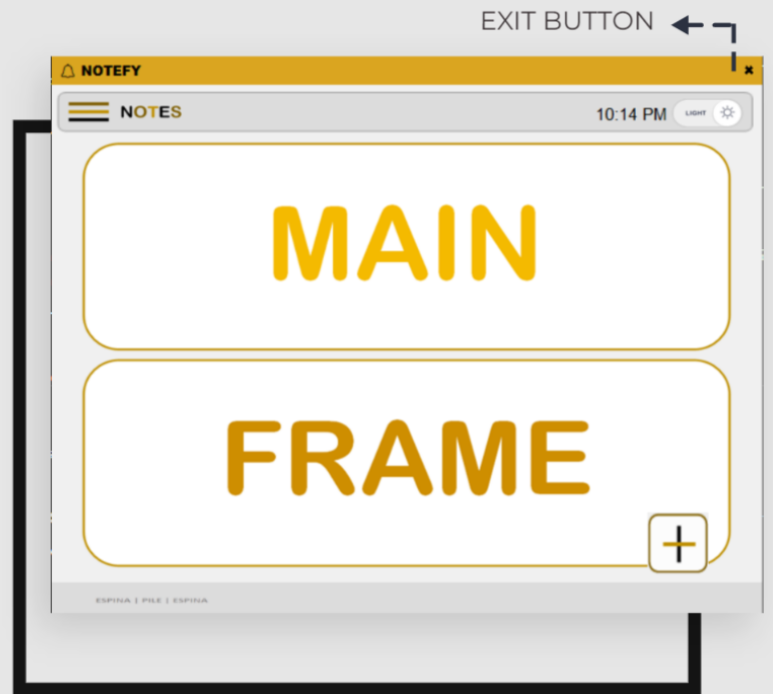 EXIT BUTTON
NOTEFY
NOTES
10:14 PM LIGHT
MAIN
FRAME
ESPINA | PILE | ESPINA